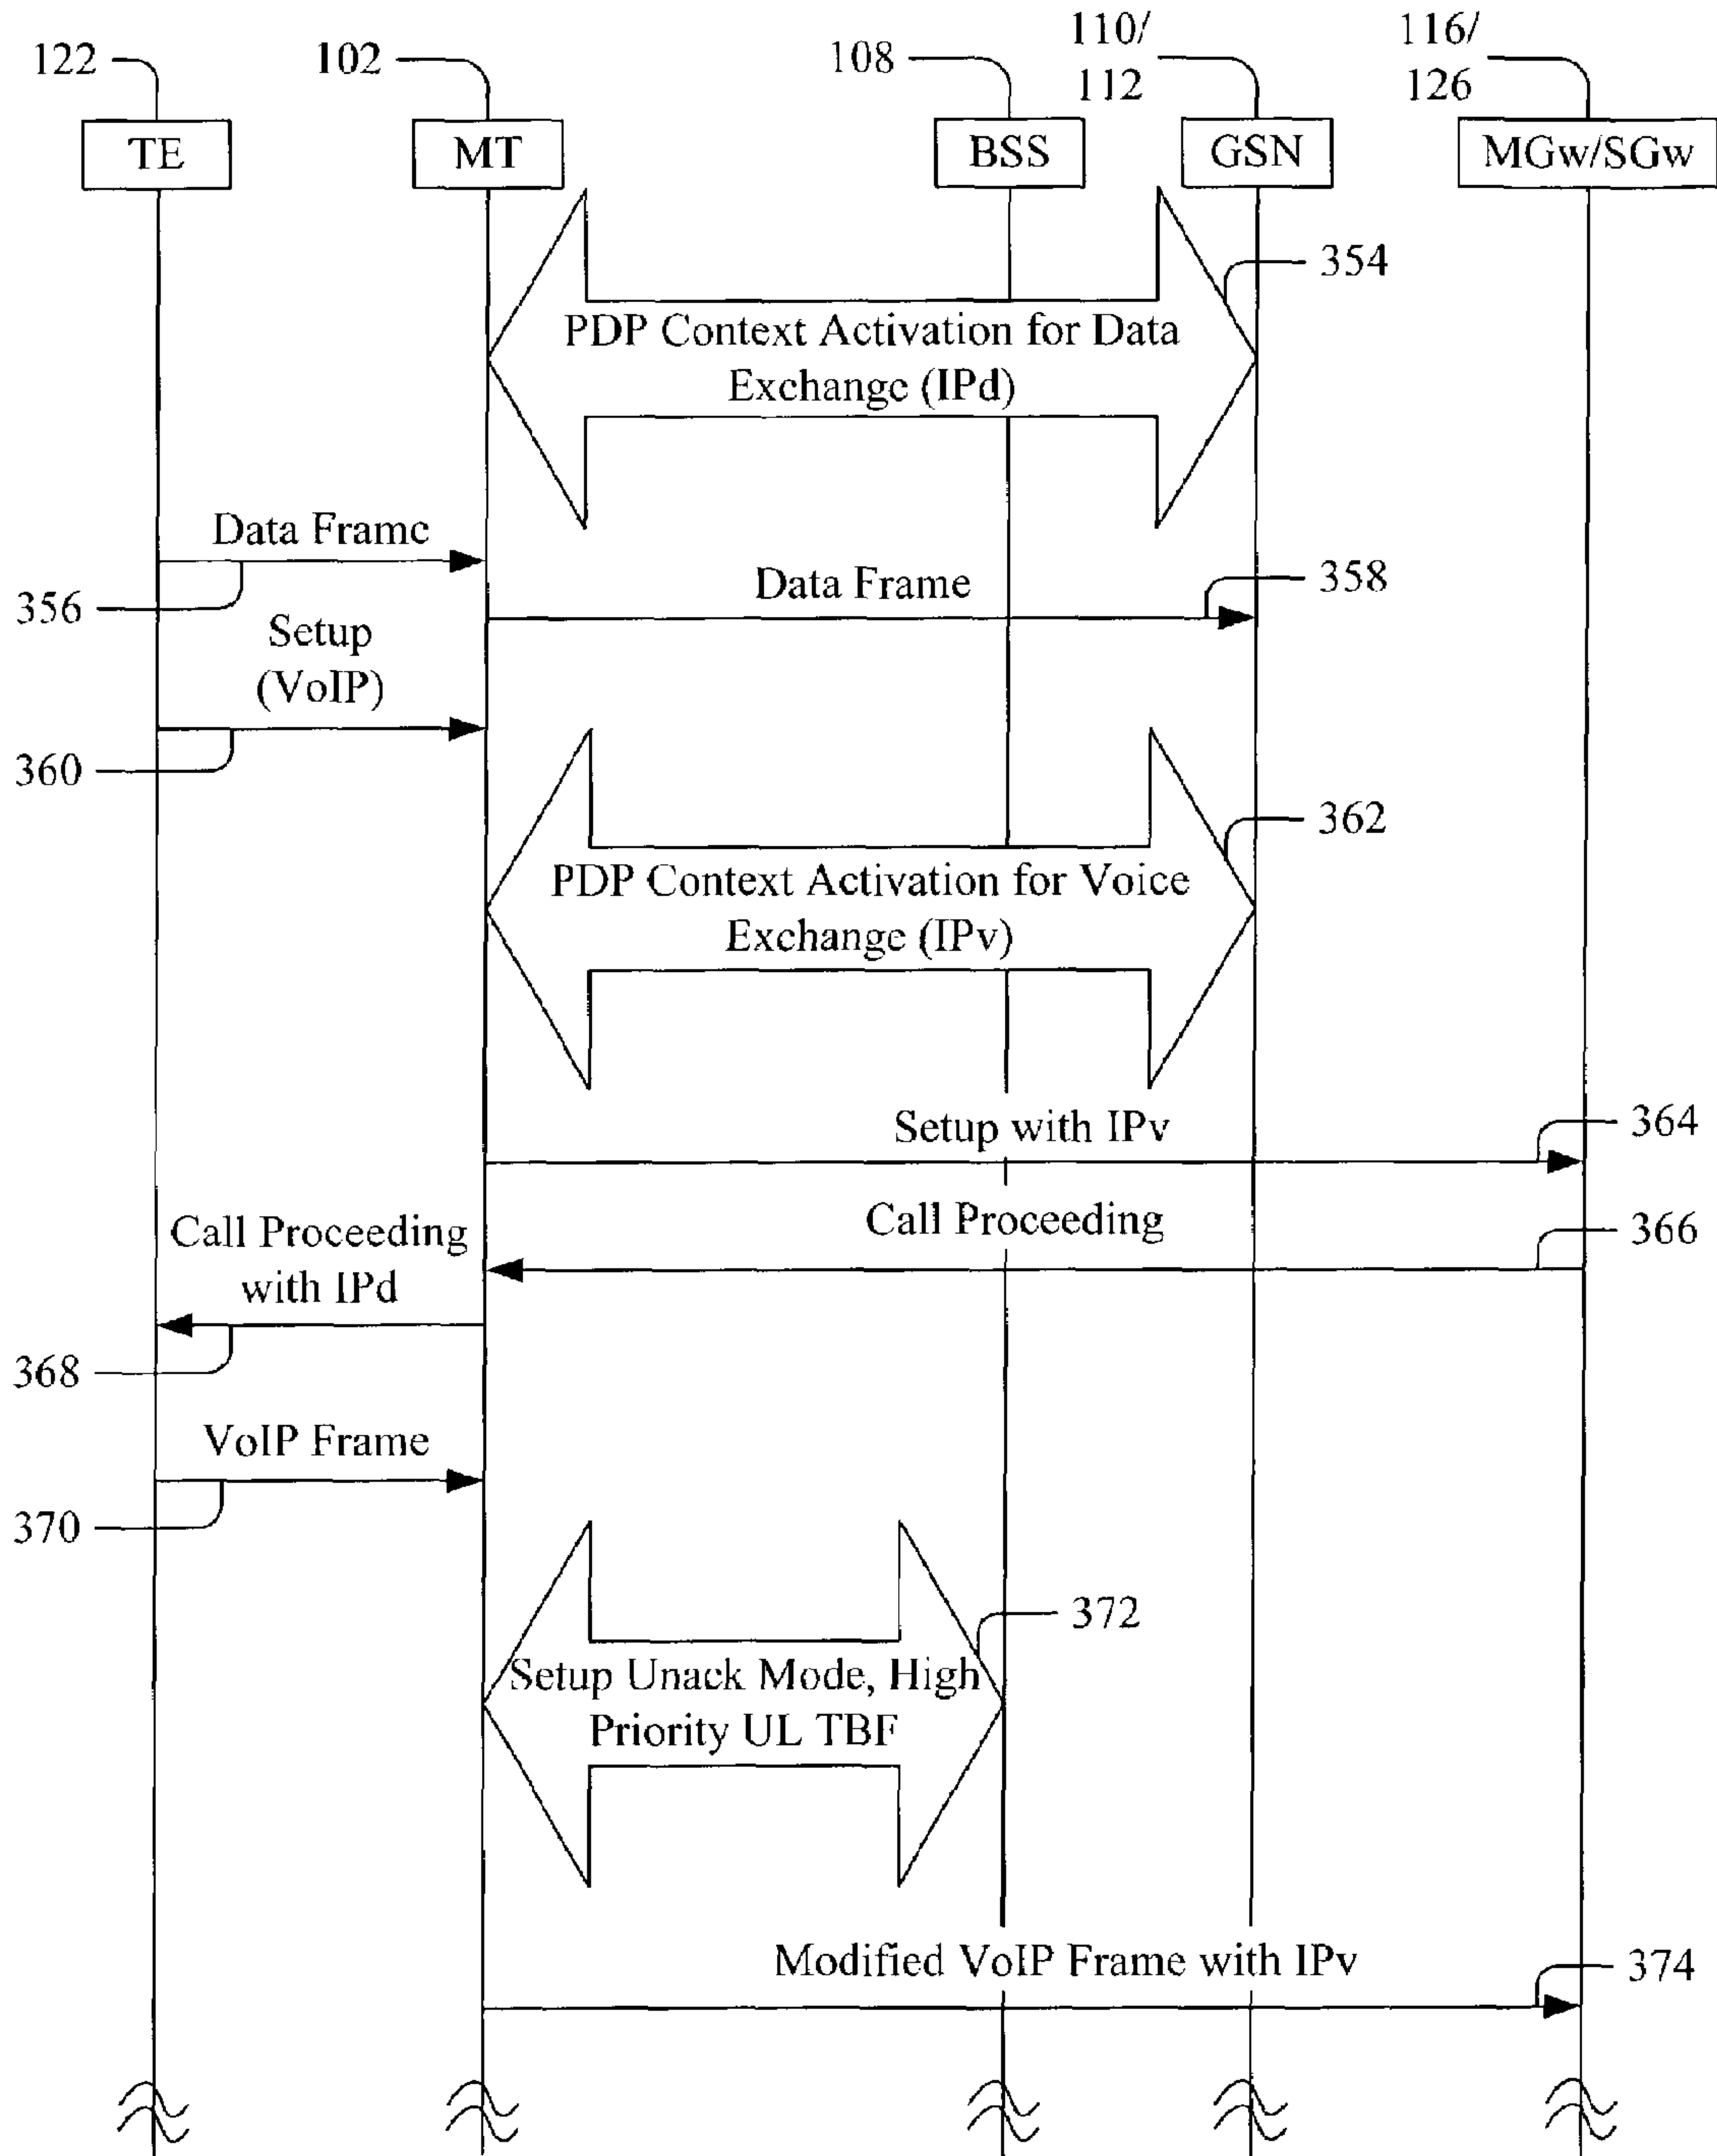 122
102
108
110/
112
116/
126
TE
MT
BSS
GSN
MGw/SGw
354
PDP Context Activation for Data
Exchange (IPd)
Data Frame
356
Data Frame
358
Setup
(VoIP)
360
362
PDP Context Activation for Voice
Exchange (IPv)
Setup with IPv
364
Call Proceeding
366
Call Proceeding
with IPd
368
VoIP Frame
370
372
Setup Unack Mode, High
Priority UL TBF
Modified VoIP Frame with IPv
374